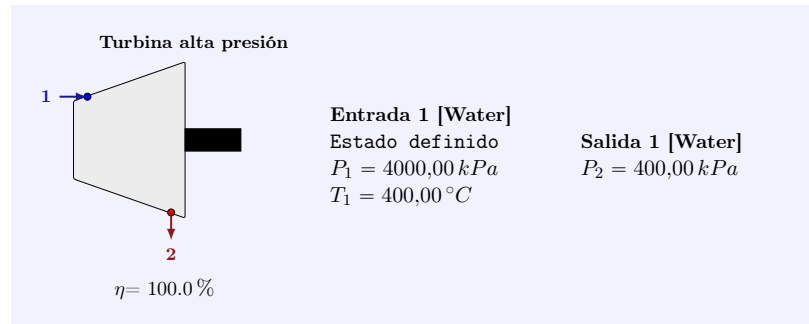 Turbina alta presión
1
2
η= 100.0 %
Entrada 1 [Water]
Estado definido
P₁ = 4000,00 kPa
T₁ = 400,00 °C
Salida 1 [Water]
P₂ = 400,00 kPa